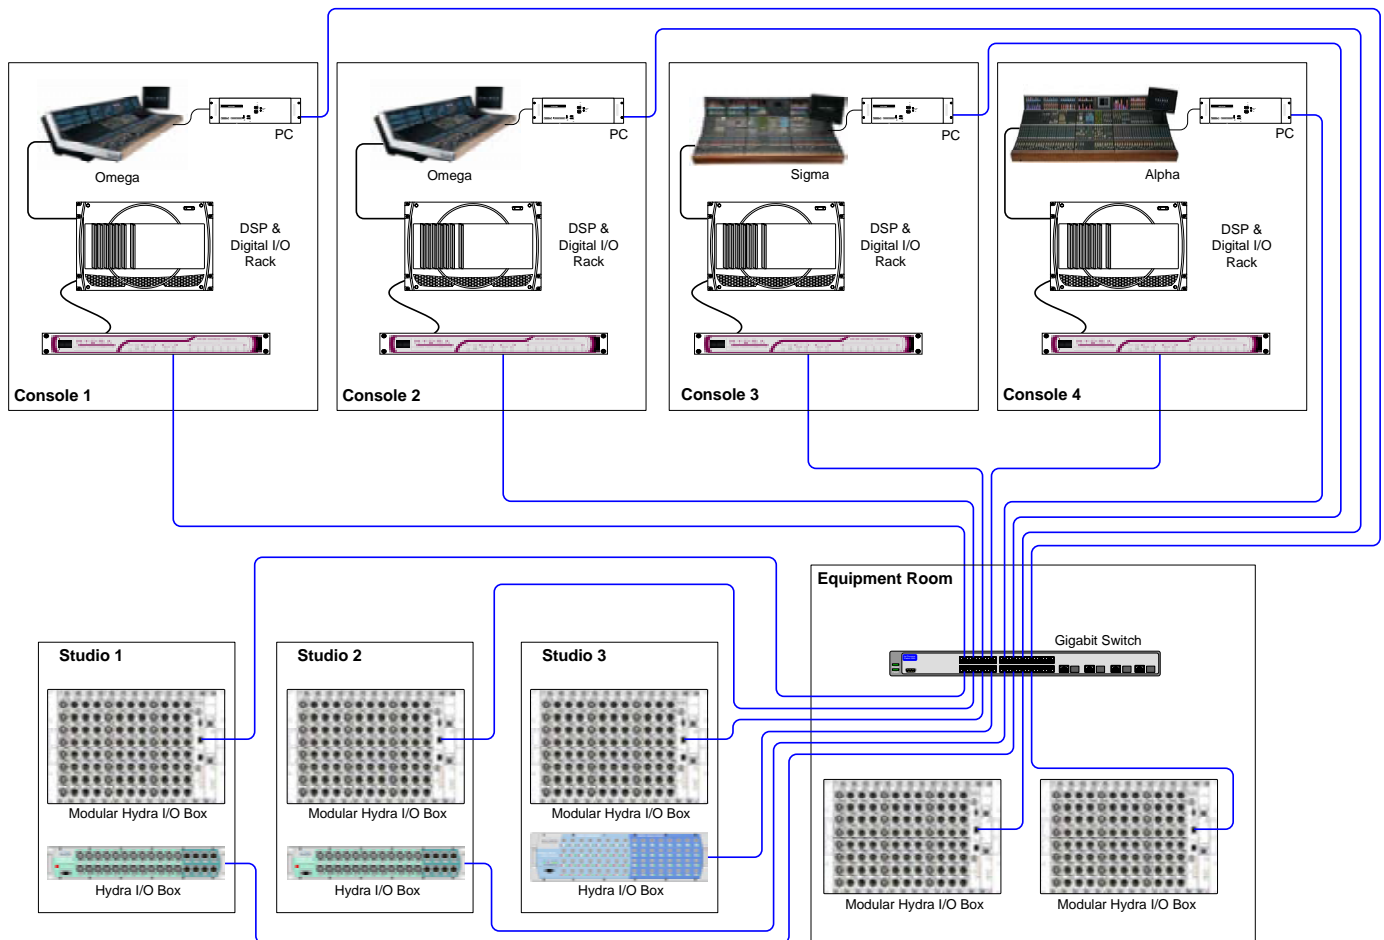 PC
PC
PC
PC
Omega
Omega
Sigma
Alpha
DSP &
Digital I/O
Rack
DSP &
Digital I/O
Rack
DSP &
Digital I/O
Rack
DSP &
Digital I/O
Rack
Console 1
Console 2
Console 3
Console 4
Equipment Room
Gigabit Switch
Studio 1
Studio 2
Studio 3
Modular Hydra I/O Box
Modular Hydra I/O Box
Modular Hydra I/O Box
Hydra I/O Box
Hydra I/O Box
Hydra I/O Box
Modular Hydra I/O Box
Modular Hydra I/O Box